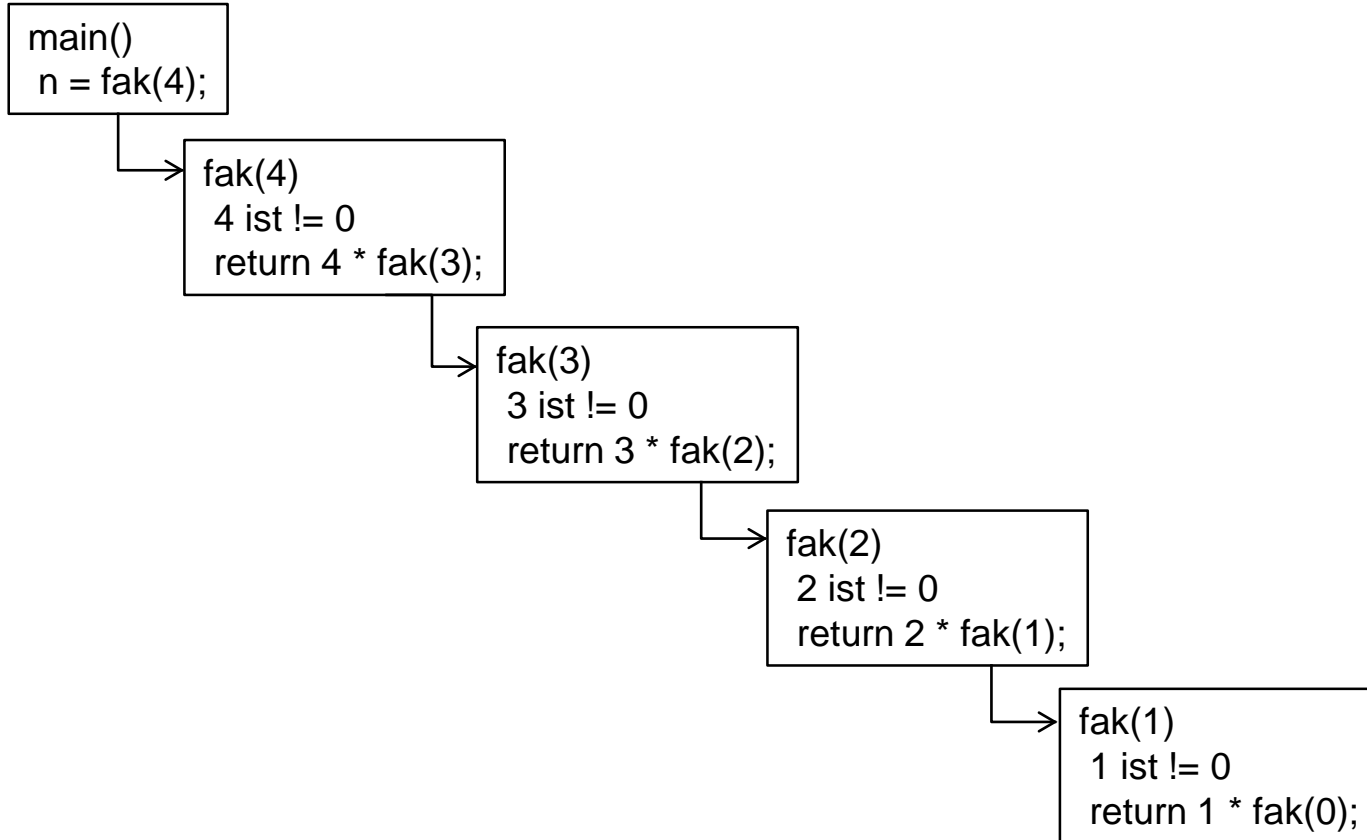 main()
n = fak(4);
fak(4)
4 ist != 0
return 4 * fak(3);
fak(3)
3 ist != 0
return 3 * fak(2);
fak(2)
2 ist != 0
return 2 * fak(1);
fak(1)
1 ist != 0
return 1 * fak(0);